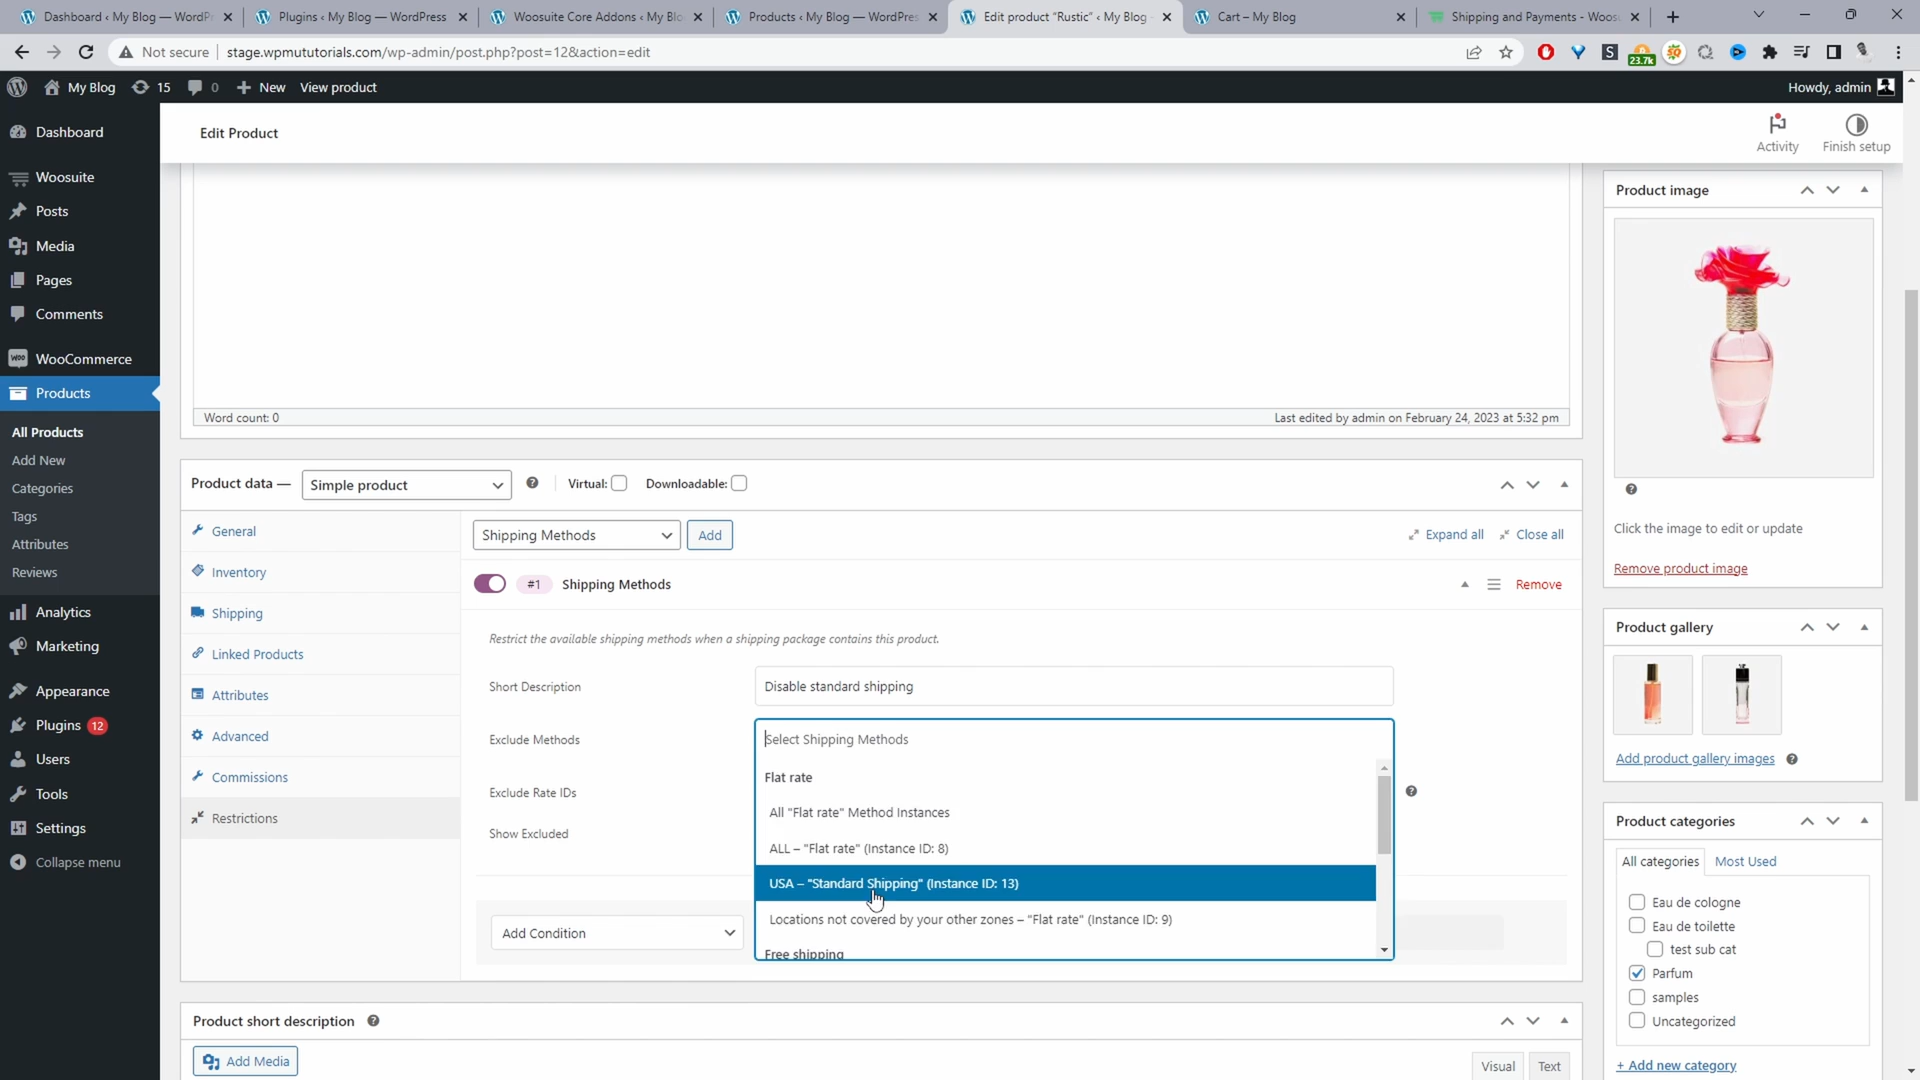 Dashboard ‹ My Blog — WordPr
Plugins ‹ My Blog — WordPress
Woosuite Core Addons ‹ My Blo
Products ‹ My Blog — WordPres
Edit product "Rustic" ‹ My Blog
Cart – My Blog
Shipping and Payments - Woosu
Not secure
stage.wpmututorials.com/wp-admin/post.php?post=12&action=edit
23.7k
My Blog
15
0
New
View product
Howdy, admin
Dashboard
Woosuite
Posts
Media
Pages
Comments
WooCommerce
Products
All Products
Add New
Categories
Tags
Attributes
Reviews
Analytics
Marketing
Appearance
Plugins 12
Users
Tools
Settings
Collapse menu
Edit Product
Activity
Finish setup
Word count: 0
Last edited by admin on February 24, 2023 at 5:32 pm
Product data —
Simple product
Virtual:
Downloadable:
General
Inventory
Shipping
Linked Products
Attributes
Advanced
Commissions
Restrictions
Shipping Methods
Add
Expand all
Close all
#1
Shipping Methods
Remove
Restrict the available shipping methods when a shipping package contains this product.
Short Description
Disable standard shipping
Exclude Methods
Select Shipping Methods
Flat rate
All "Flat rate" Method Instances
ALL – "Flat rate" (Instance ID: 8)
USA – "Standard Shipping" (Instance ID: 13)
Locations not covered by your other zones – "Flat rate" (Instance ID: 9)
Free shipping
Exclude Rate IDs
Show Excluded
Add Condition
Product short description
Add Media
Visual
Text
Product image
Click the image to edit or update
Remove product image
Product gallery
Add product gallery images
Product categories
All categories
Most Used
Eau de cologne
Eau de toilette
test sub cat
Parfum
samples
Uncategorized
+ Add new category